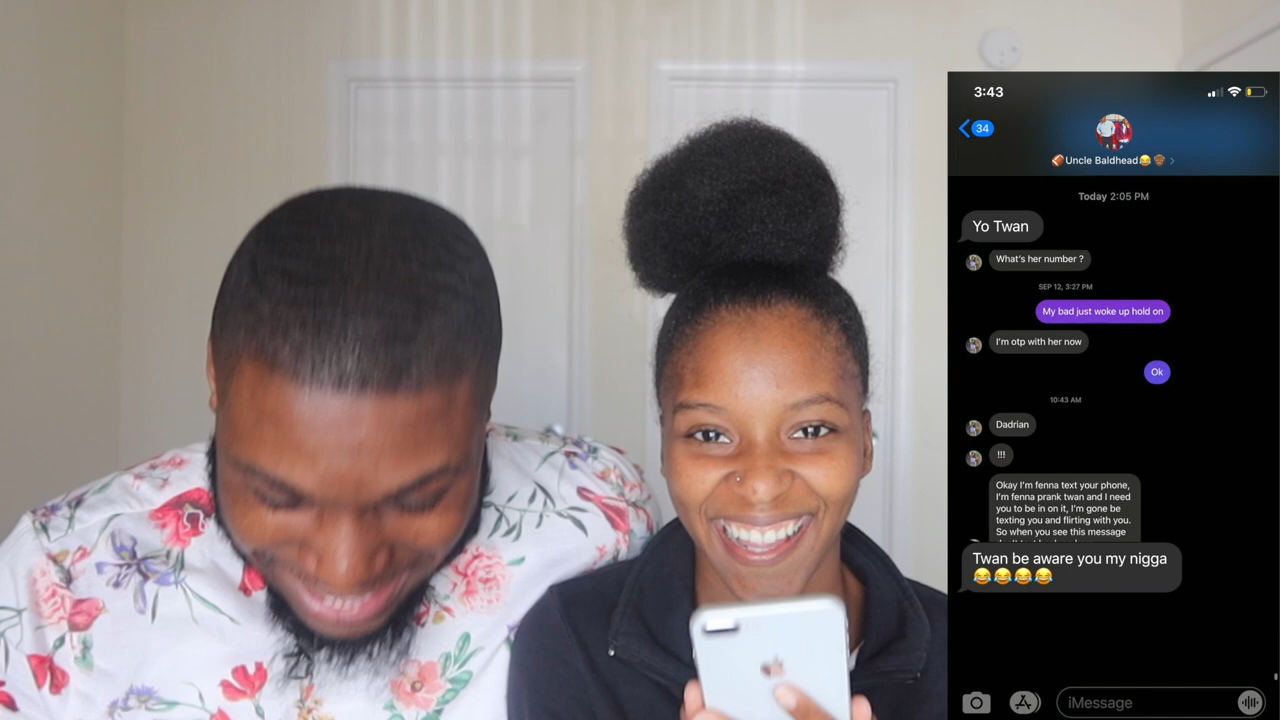 3:43
34
🏈Uncle Baldhead😂👴🏾
Today 2:05 PM
Yo Twan
What's her number ?
SEP 12, 3:27 PM
My bad just woke up hold on
I'm otp with her now
Ok
10:43 AM
Dadrian
!!!
Okay I'm fenna text your phone,
I'm fenna prank twan and I need
you to be in on it, I'm gone be
texting you and flirting with you.
So when you see this message
Twan be aware you my nigga
😂😂😂😂
iMessage